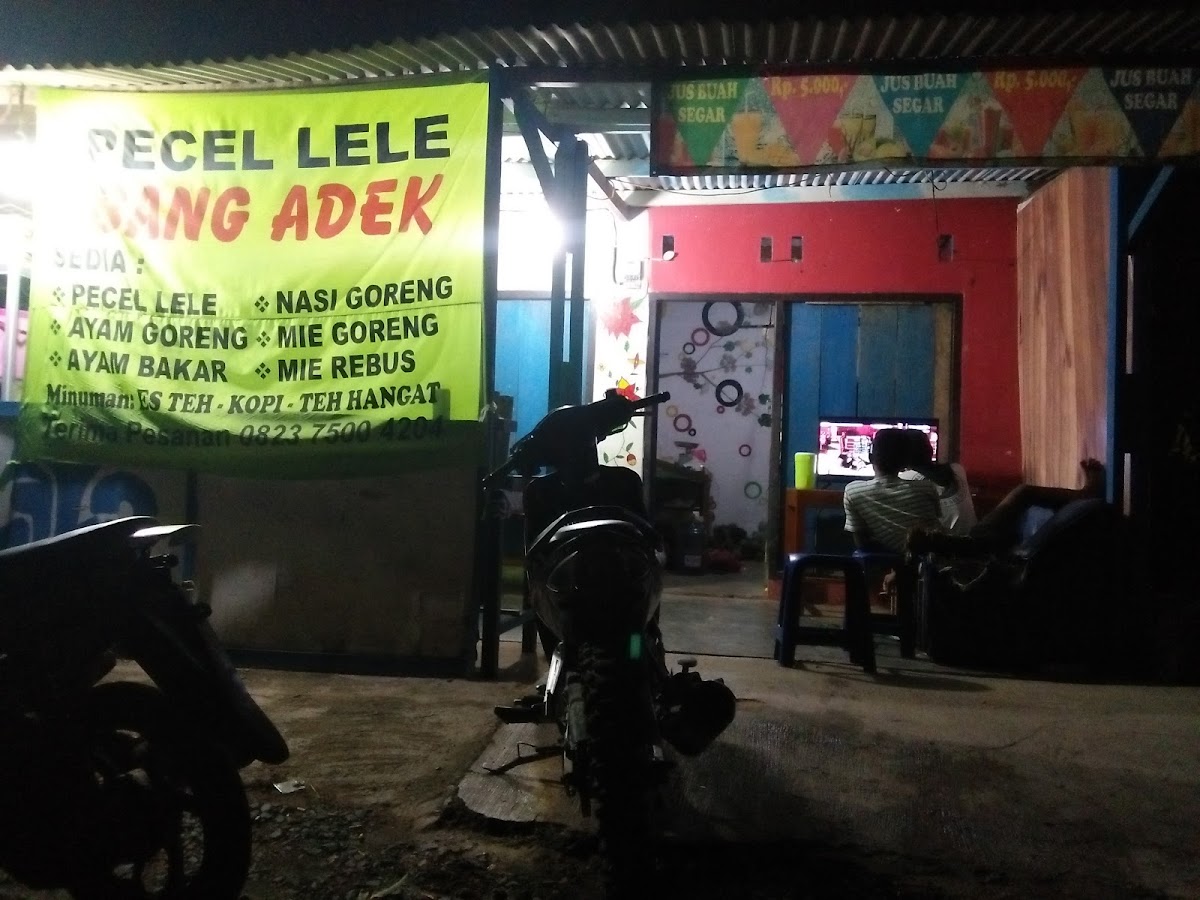 PECEL LELE
SANG ADEK
SEDIA :
❖ PECEL LELE ❖ NASI GORENG
❖ AYAM GORENG ❖ MIE GORENG
❖ AYAM BAKAR ❖ MIE REBUS
Minuman: ES TEH - KOPI - TEH HANGAT
Terima Pesanan 0823 7500 4204
JUS BUAH
SEGAR
Rp. 5.000,-
JUS BUAH
SEGAR
Rp. 5.000,-
JUS BUAH
SEGAR